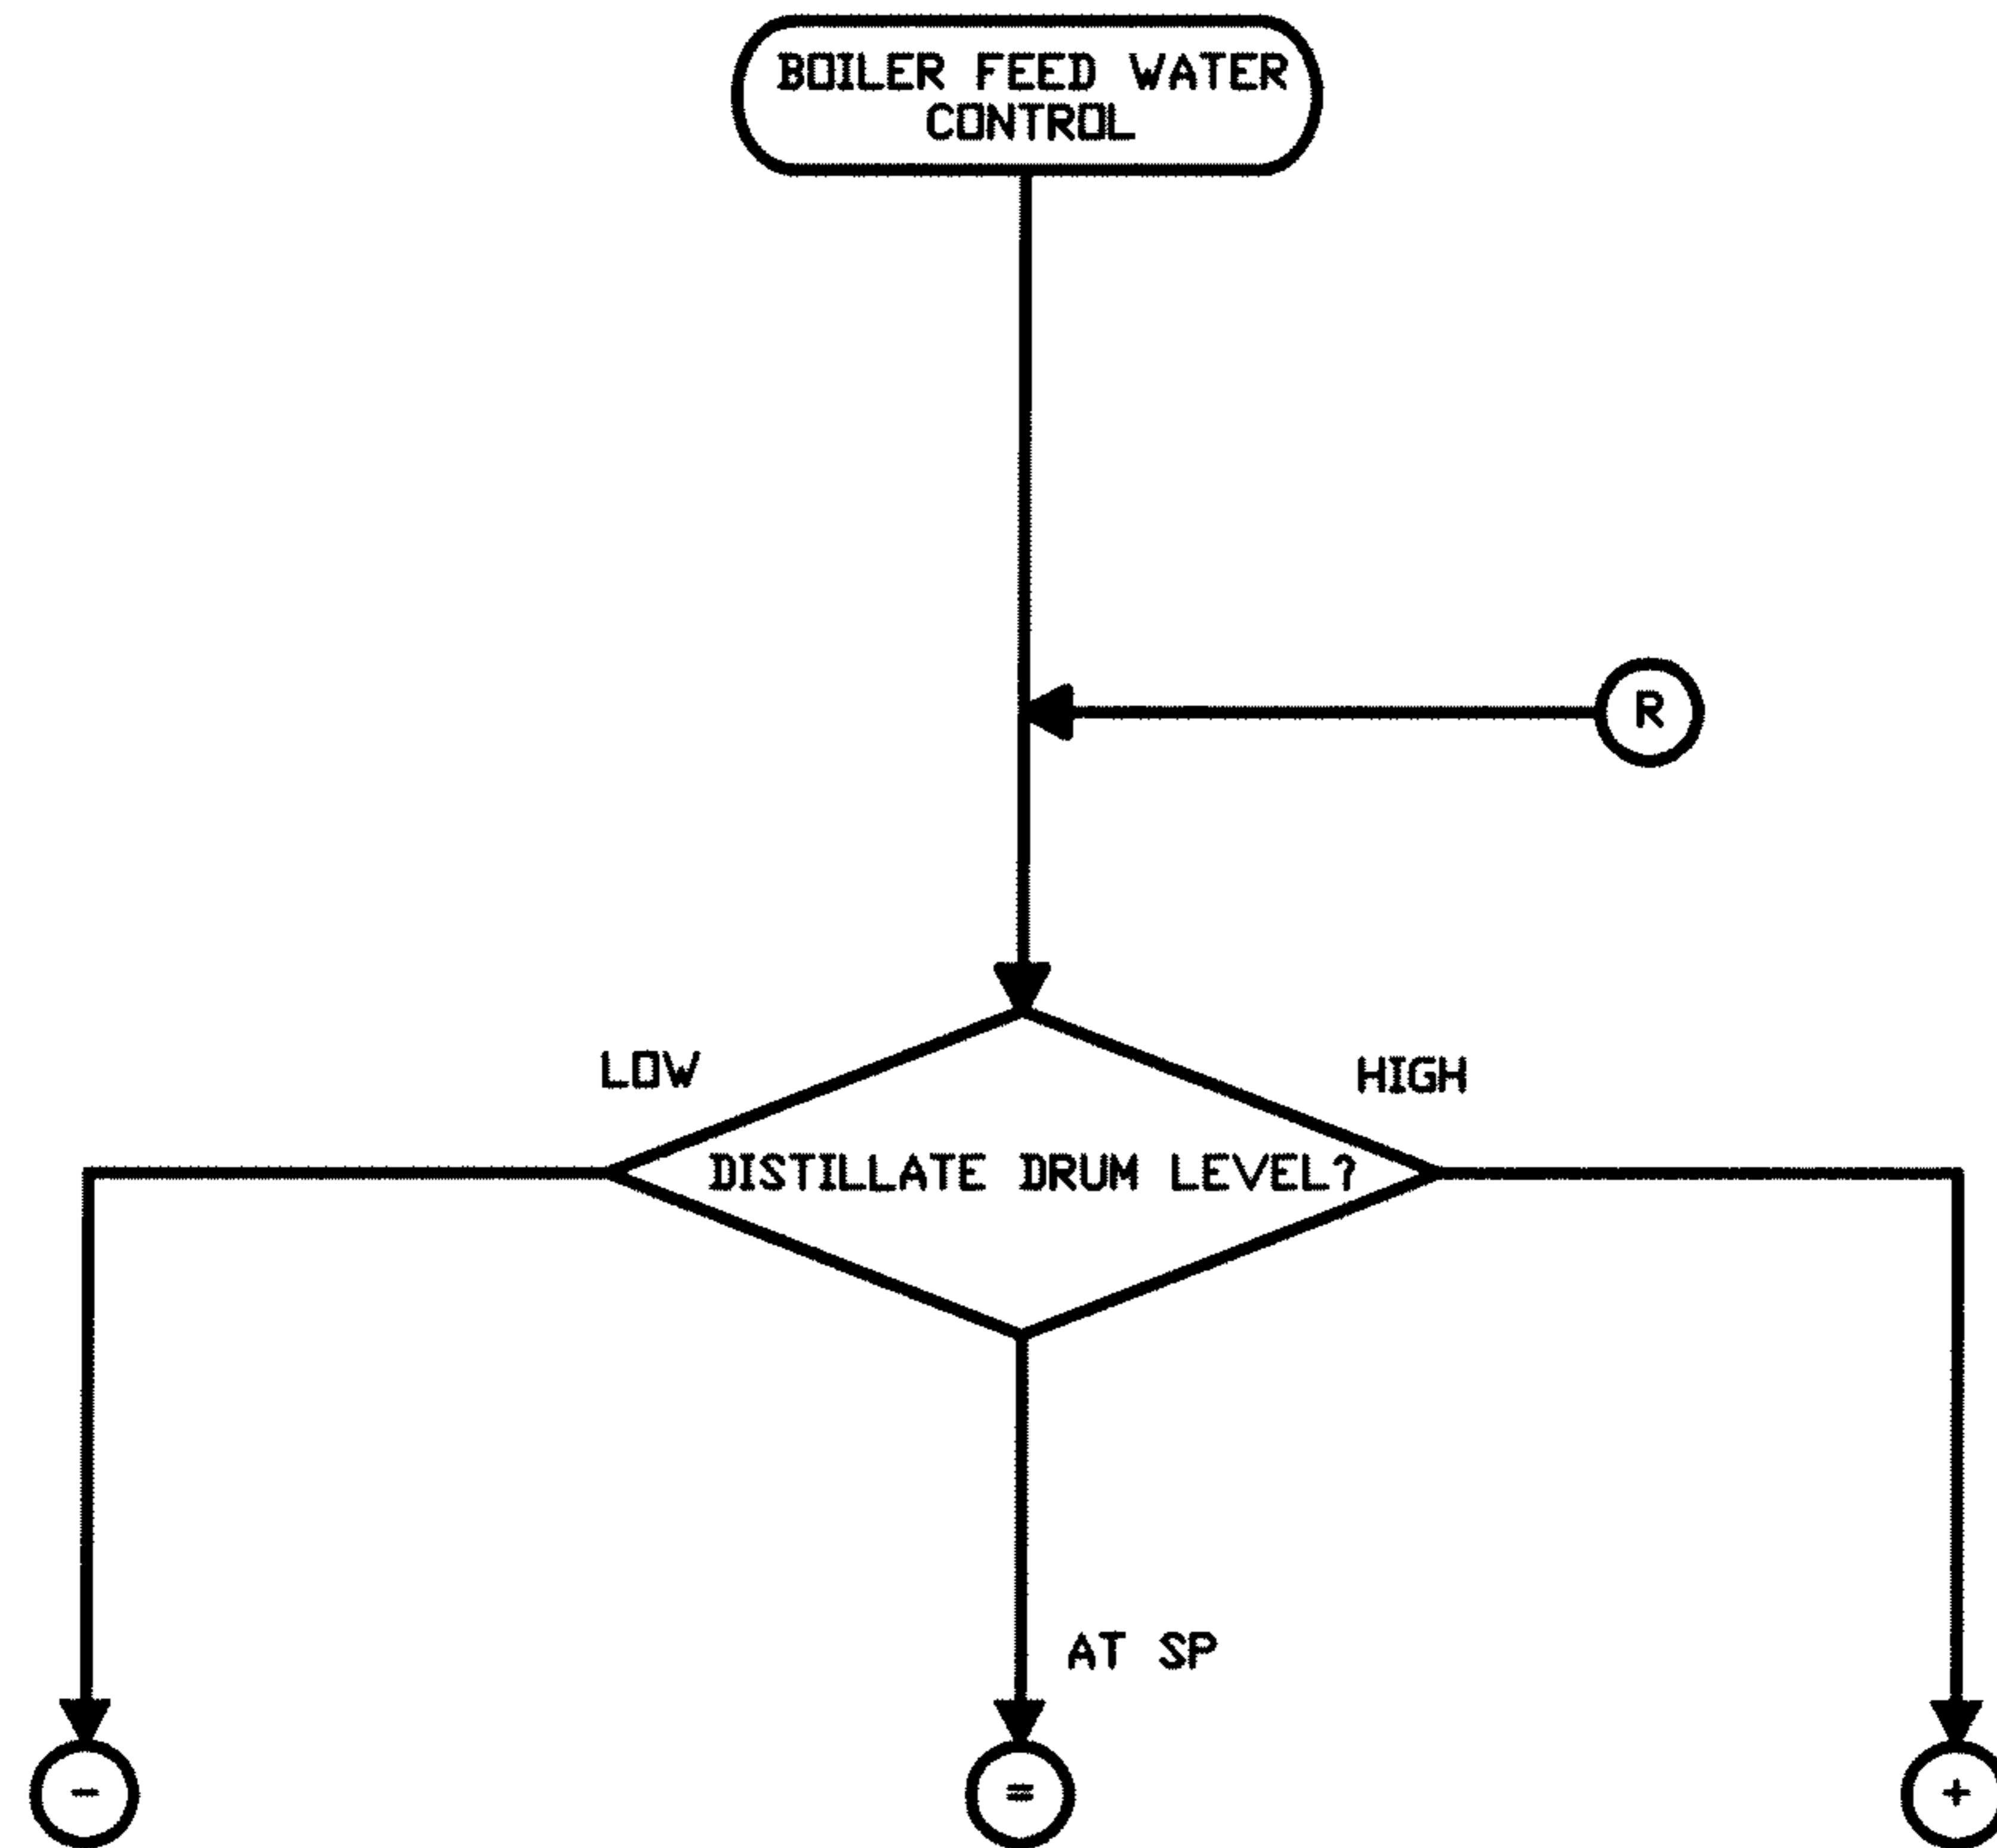 BOILER FEED WATER
CONTROL
R
LOW
HIGH
DISTILLATE DRUM LEVEL?
AT SP
-
=
+